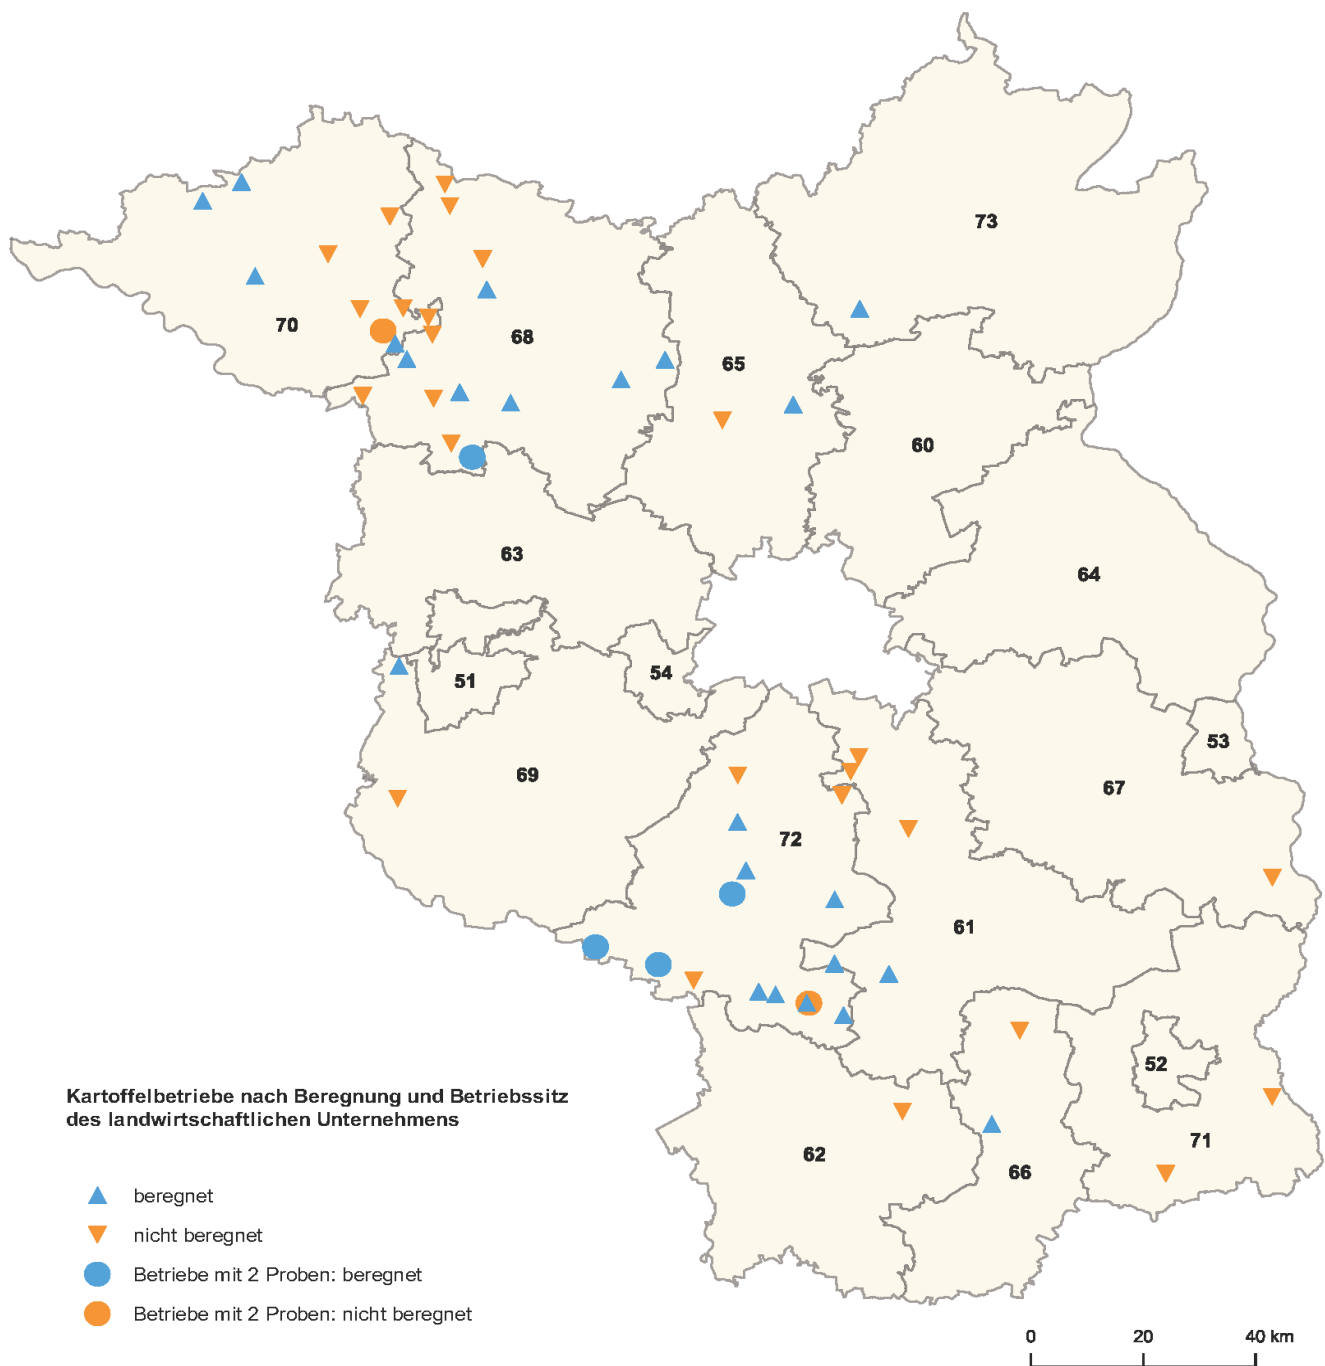 73
70
68
65
60
63
64
51
54
53
69
67
72
61
52
71
62
66
Kartoffelbetriebe nach Beregnung und Betriebssitz
des landwirtschaftlichen Unternehmens
beregnet
nicht beregnet
Betriebe mit 2 Proben: beregnet
Betriebe mit 2 Proben: nicht beregnet
0 20 40 km